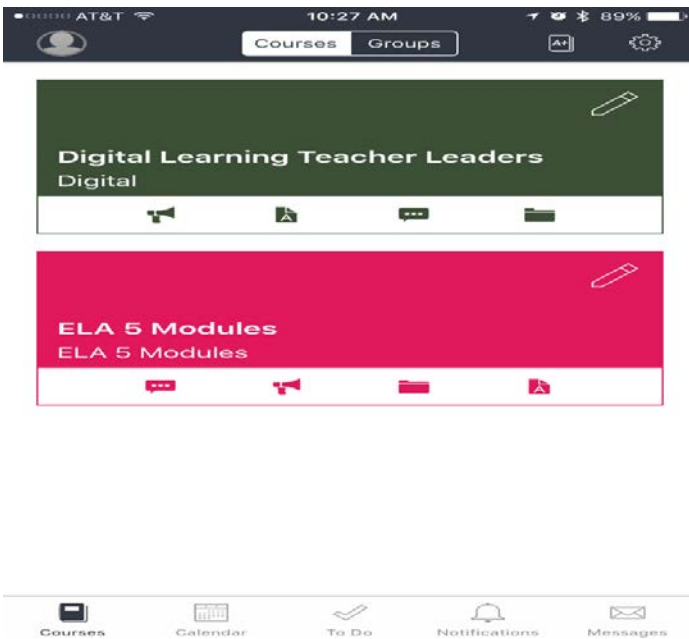 AT&T 10:27 AM 89%
Courses Groups A+
Digital Learning Teacher Leaders
Digital
ELA 5 Modules
ELA 5 Modules
Courses Calendar To Do Notifications Messages